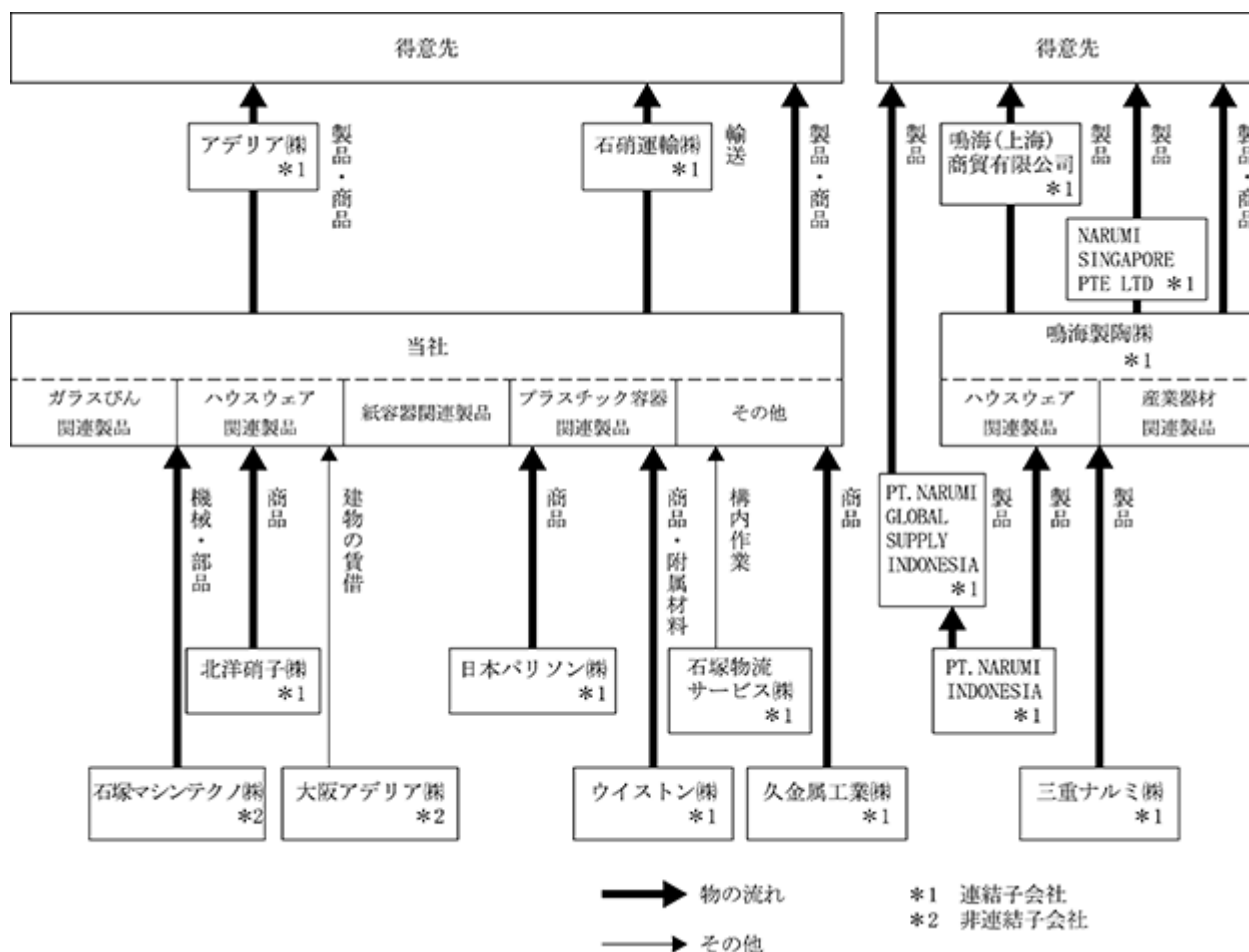 得意先
得意先
アデリア㈱
*1
製品・商品
石硝運輸㈱
*1
輸送
製品・商品
製品
鳴海(上海)
商貿有限公司
*1
製品
製品
製品・商品
NARUMI
SINGAPORE
PTE LTD *1
当社
鳴海製陶㈱
*1
ガラスびん
関連製品
ハウスウェア
関連製品
紙容器関連製品
プラスチック容器
関連製品
その他
ハウスウェア
関連製品
産業器材
関連製品
機械・部品
商品
建物の賃借
商品
商品・附属材料
構内作業
商品
PT. NARUMI
GLOBAL
SUPPLY
INDONESIA
*1
製品
製品
製品
北洋硝子㈱
*1
日本パリソン㈱
*1
石塚物流
サービス㈱
*1
PT. NARUMI
INDONESIA
*1
石塚マシンテクノ㈱
*2
大阪アデリア㈱
*2
ウイストン㈱
*1
久金属工業㈱
*1
三重ナルミ㈱
*1
物の流れ
*1 連結子会社
*2 非連結子会社
その他